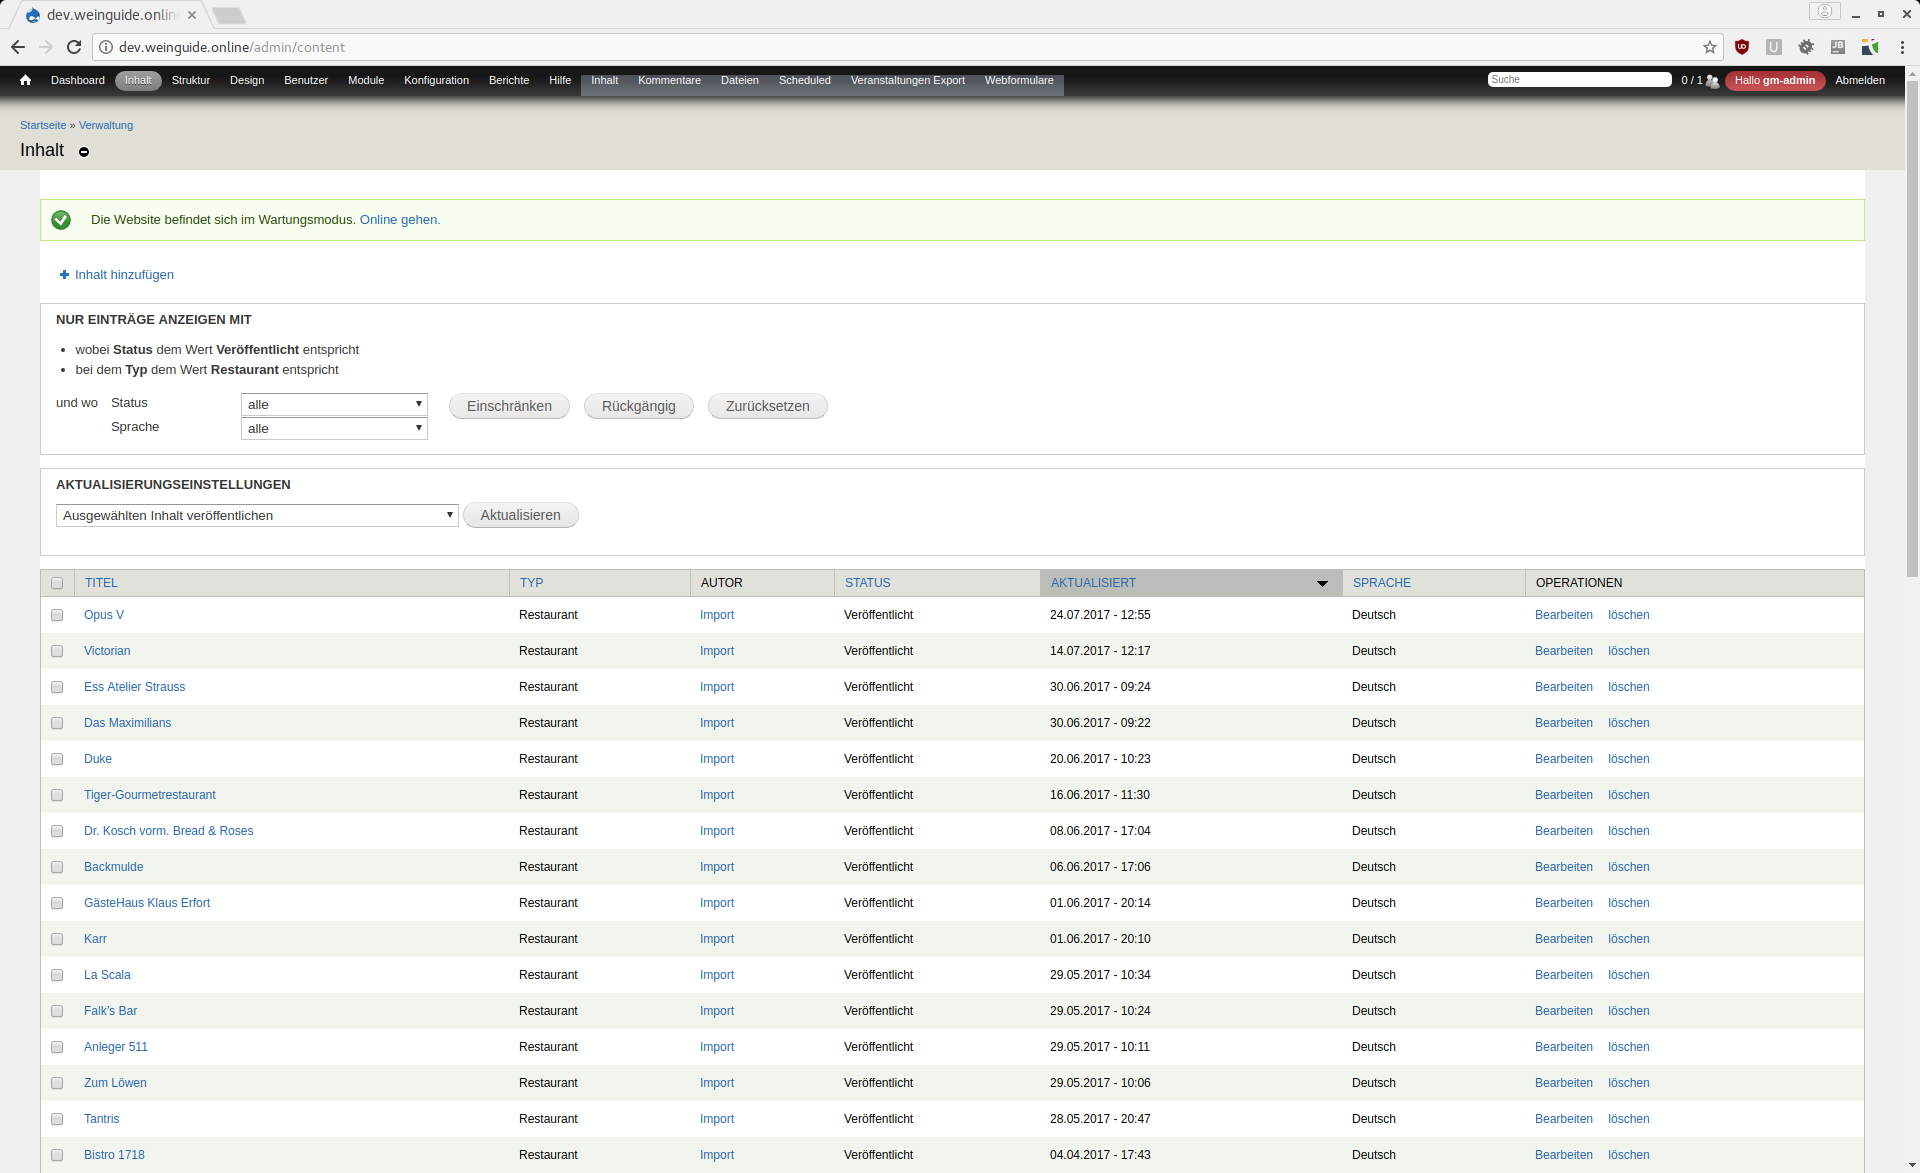 dev.weinguide.onlin
dev.weinguide.online/admin/content
Dashboard Inhalt Struktur Design Benutzer Module Konfiguration Berichte Hilfe Inhalt Kommentare Dateien Scheduled Veranstaltungen Export Webformulare Suche 0 / 1 Hallo gm-admin Abmelden
Startseite » Verwaltung
Inhalt
Die Website befindet sich im Wartungsmodus. Online gehen.
Inhalt hinzufügen
NUR EINTRÄGE ANZEIGEN MIT
• wobei Status dem Wert Veröffentlicht entspricht
• bei dem Typ dem Wert Restaurant entspricht
und wo Status alle Einschränken Rückgängig Zurücksetzen
Sprache alle
AKTUALISIERUNGSEINSTELLUNGEN
Ausgewählten Inhalt veröffentlichen Aktualisieren
TITEL TYP AUTOR STATUS AKTUALISIERT SPRACHE OPERATIONEN
Opus V Restaurant Import Veröffentlicht 24.07.2017 - 12:55 Deutsch Bearbeiten löschen
Victorian Restaurant Import Veröffentlicht 14.07.2017 - 12:17 Deutsch Bearbeiten löschen
Ess Atelier Strauss Restaurant Import Veröffentlicht 30.06.2017 - 09:24 Deutsch Bearbeiten löschen
Das Maximilians Restaurant Import Veröffentlicht 30.06.2017 - 09:22 Deutsch Bearbeiten löschen
Duke Restaurant Import Veröffentlicht 20.06.2017 - 10:23 Deutsch Bearbeiten löschen
Tiger-Gourmetrestaurant Restaurant Import Veröffentlicht 16.06.2017 - 11:30 Deutsch Bearbeiten löschen
Dr. Kosch vorm. Bread & Roses Restaurant Import Veröffentlicht 08.06.2017 - 17:04 Deutsch Bearbeiten löschen
Backmulde Restaurant Import Veröffentlicht 06.06.2017 - 17:06 Deutsch Bearbeiten löschen
GästeHaus Klaus Erfort Restaurant Import Veröffentlicht 01.06.2017 - 20:14 Deutsch Bearbeiten löschen
Karr Restaurant Import Veröffentlicht 01.06.2017 - 20:10 Deutsch Bearbeiten löschen
La Scala Restaurant Import Veröffentlicht 29.05.2017 - 10:34 Deutsch Bearbeiten löschen
Falk's Bar Restaurant Import Veröffentlicht 29.05.2017 - 10:24 Deutsch Bearbeiten löschen
Anleger 511 Restaurant Import Veröffentlicht 29.05.2017 - 10:11 Deutsch Bearbeiten löschen
Zum Löwen Restaurant Import Veröffentlicht 29.05.2017 - 10:06 Deutsch Bearbeiten löschen
Tantris Restaurant Import Veröffentlicht 28.05.2017 - 20:47 Deutsch Bearbeiten löschen
Bistro 1718 Restaurant Import Veröffentlicht 04.04.2017 - 17:43 Deutsch Bearbeiten löschen